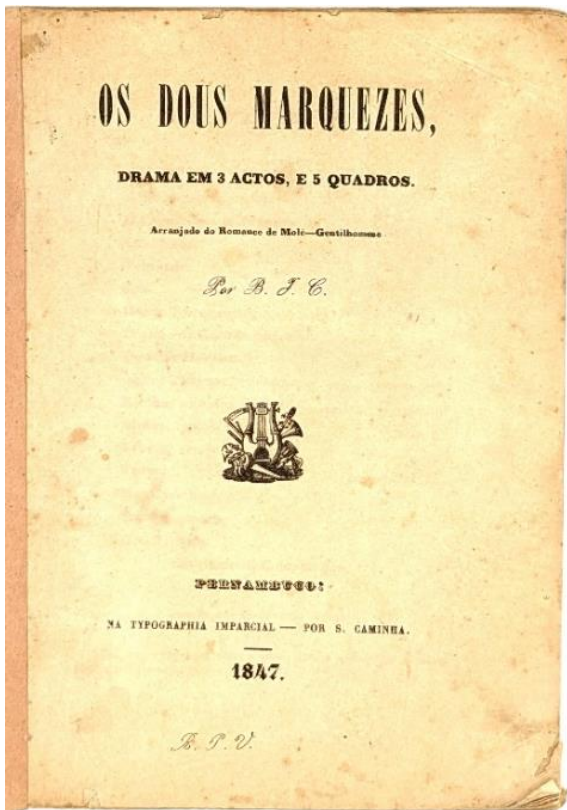 OS DOUS MARQUEZES,
DRAMA EM 3 ACTOS, E 5 QUADROS.
Arranjado do Romance de Molé—Gentilhomme
Por B. J. C.
PERNAMBUCO:
NA TYPOGRAPHIA IMPARCIAL — POR S. CAMINHA.
1847.
P. V.